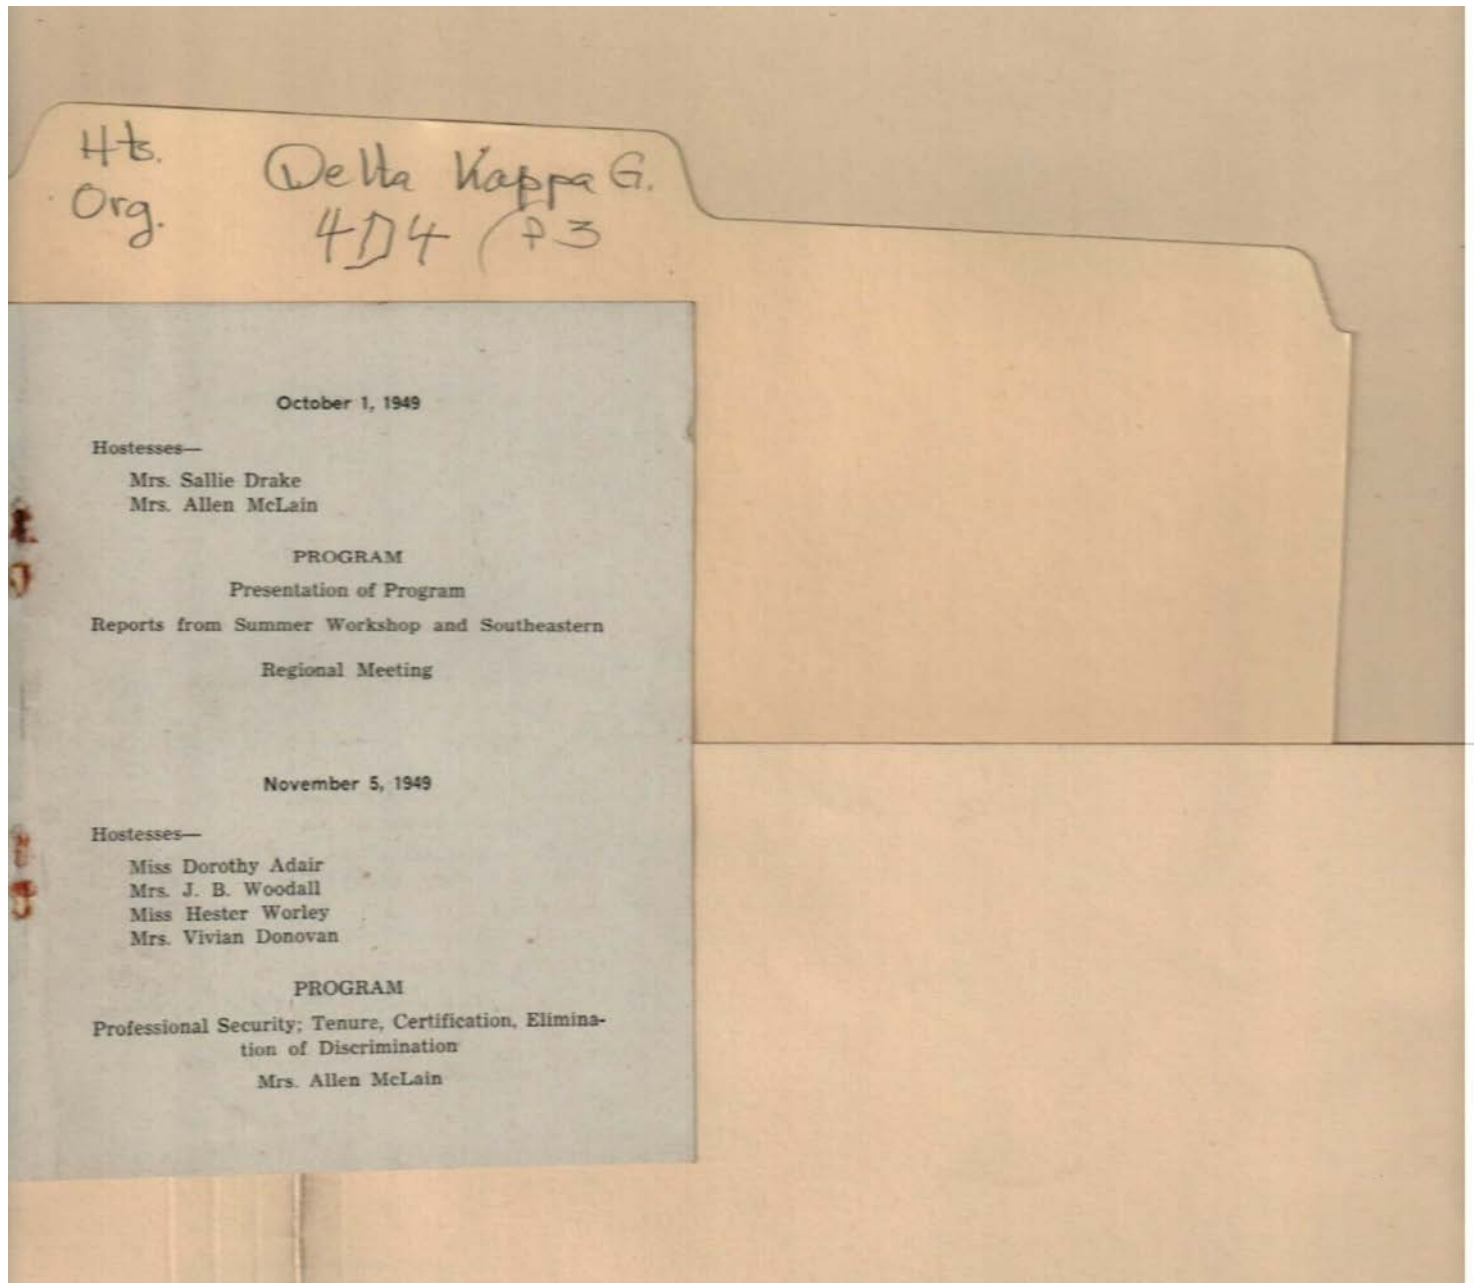 Hts.
Org.
Delta Kappa G.
4D4 (P3
October 1, 1949
Hostesses—
Mrs. Sallie Drake
Mrs. Allen McLain
PROGRAM
Presentation of Program
Reports from Summer Workshop and Southeastern
Regional Meeting
November 5, 1949
Hostesses—
Miss Dorothy Adair
Mrs. J. B. Woodall
Miss Hester Worley
Mrs. Vivian Donovan
PROGRAM
Professional Security; Tenure, Certification, Elimina-
tion of Discrimination
Mrs. Allen McLain